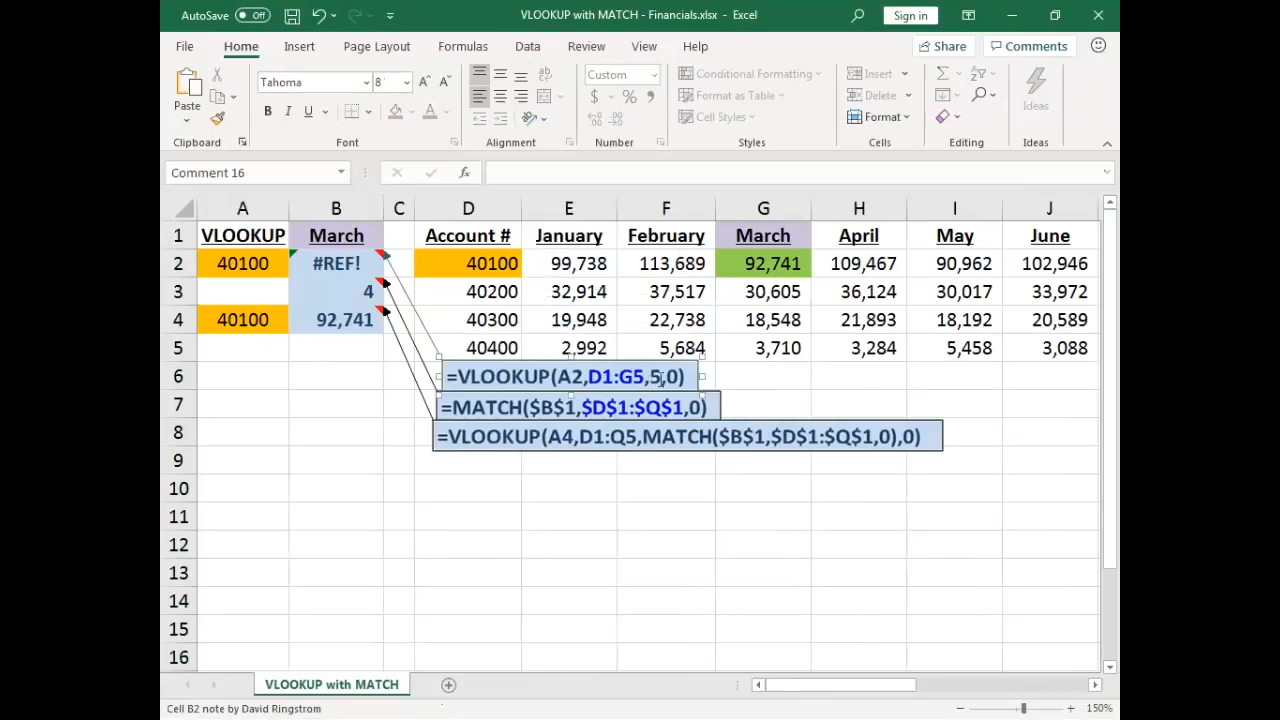 AutoSave Off VLOOKUP with MATCH - Financials.xlsx - Excel Sign in
File Home Insert Page Layout Formulas Data Review View Help Share Comments
Tahoma 8 A A ab Custom Conditional Formatting Insert
Paste $ % Format as Table Delete Ideas
B I U A Cell Styles Format
Clipboard Font Alignment Number Styles Cells Editing Ideas
Comment 16 fx
A B C D E F G H I J
1 VLOOKUP March Account # January February March April May June
2 40100 #REF! 40100 99,738 113,689 92,741 109,467 90,962 102,946
3 4 40200 32,914 37,517 30,605 36,124 30,017 33,972
4 40100 92,741 40300 19,948 22,738 18,548 21,893 18,192 20,589
5 40400 2,992 5,684 3,710 3,284 5,458 3,088
6 =VLOOKUP(A2,D1:G5,5,0)
7 =MATCH($B$1,$D$1:$Q$1,0)
8 =VLOOKUP(A4,D1:Q5,MATCH($B$1,$D$1:$Q$1,0),0)
9
10
11
12
13
14
15
16
VLOOKUP with MATCH
Cell B2 note by David Ringstrom 150%